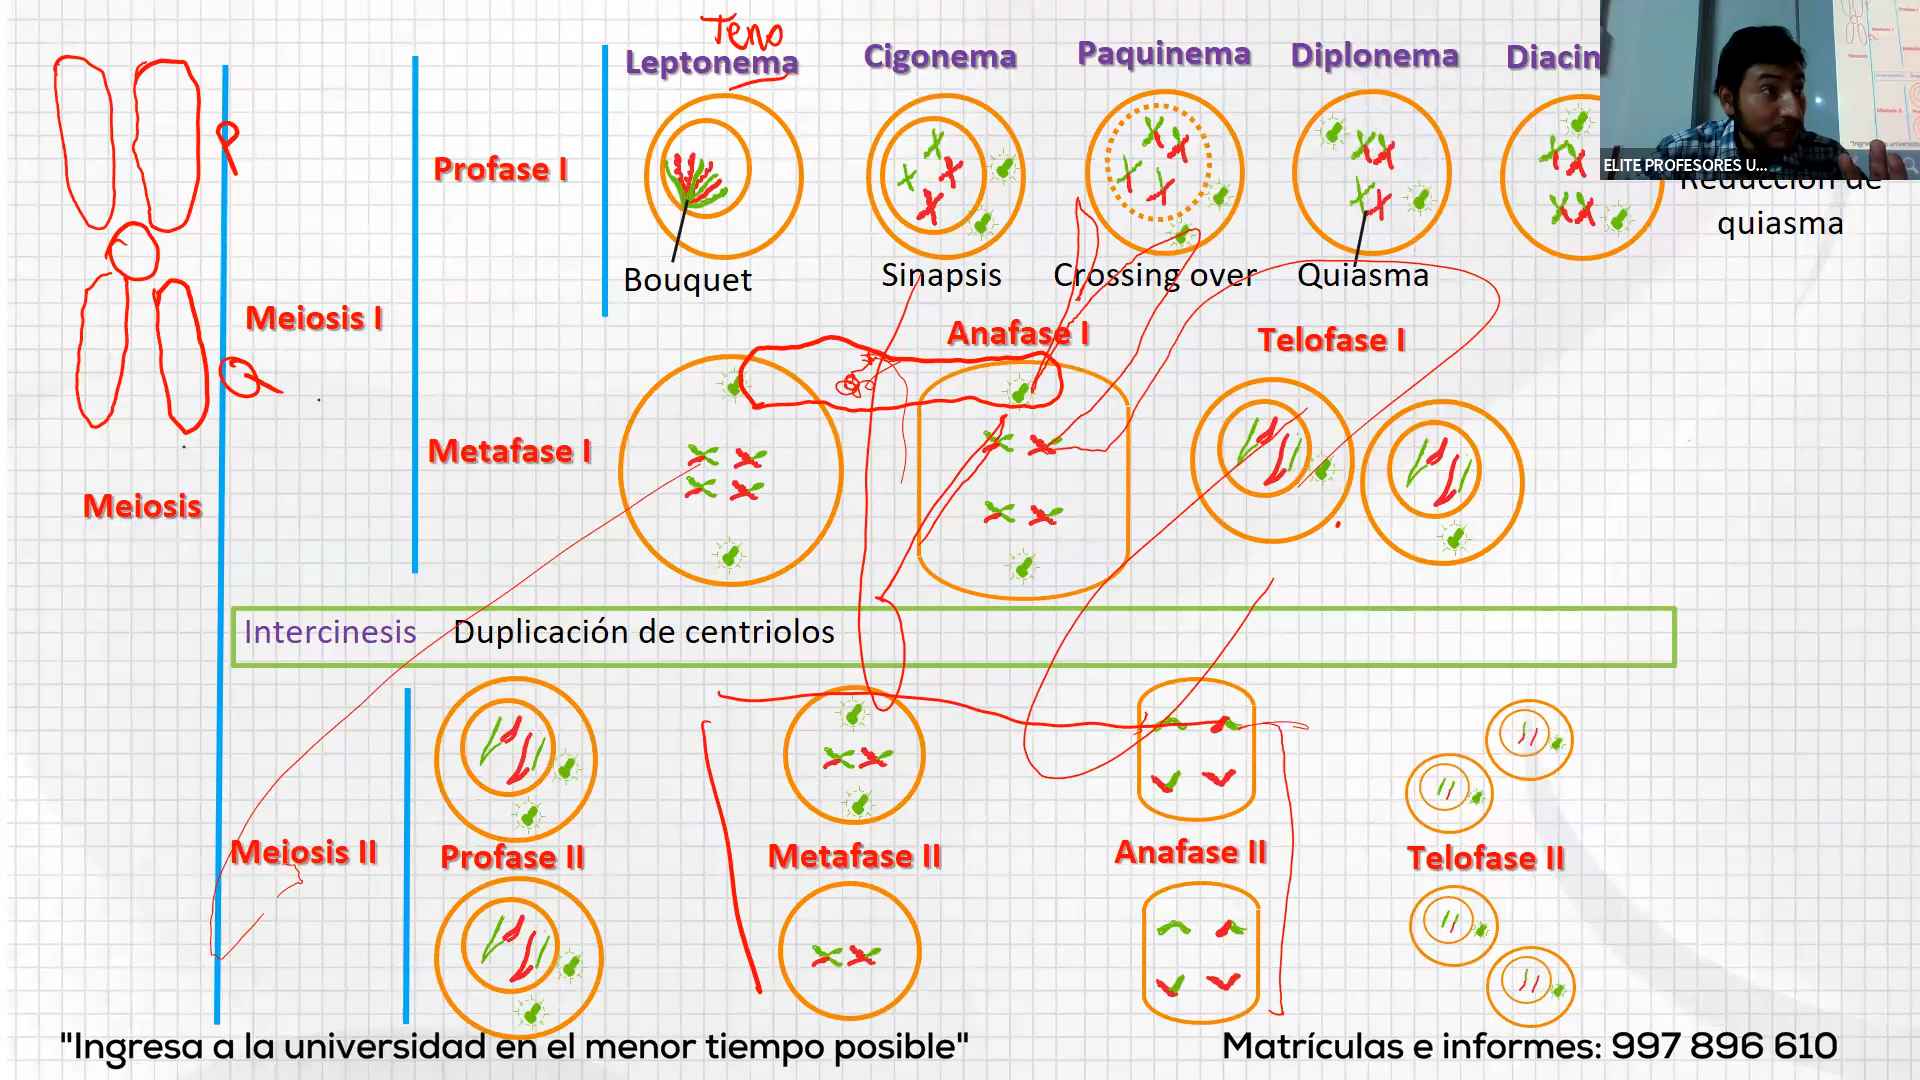 Teno
Leptonema
Cigonema
Paquinema
Diplonema
Diacin
ELITE PROFESORES U...
Profase I
Reducción de
quiasma
Bouquet
Sinapsis
Crossing over
Quiasma
Meiosis I
Anafase I
Telofase I
Metafase I
Meiosis
Intercinesis Duplicación de centriolos
Meiosis II
Profase II
Metafase II
Anafase II
Telofase II
"Ingresa a la universidad en el menor tiempo posible"
Matrículas e informes: 997 896 610